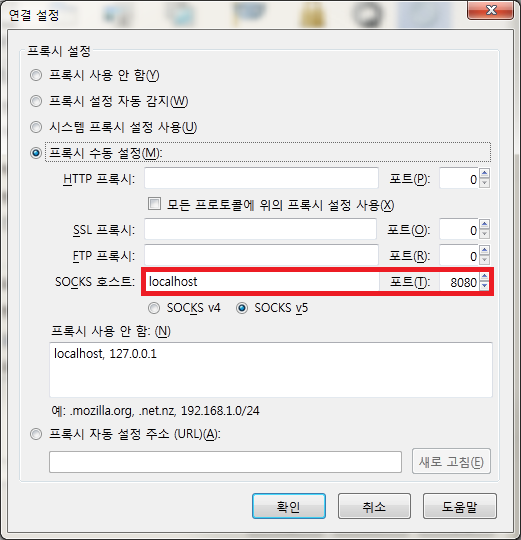 연결 설정
프록시 설정
프록시 사용 안 함(Y)
프록시 설정 자동 감지(W)
시스템 프록시 설정 사용(U)
프록시 수동 설정(M):
HTTP 프록시: 포트(P): 0
모든 프로토콜에 위의 프록시 설정 사용(X)
SSL 프록시: 포트(O): 0
FTP 프록시: 포트(R): 0
SOCKS 호스트: localhost 포트(T): 8080
SOCKS v4 SOCKS v5
프록시 사용 안 함: (N)
localhost, 127.0.0.1
예: .mozilla.org, .net.nz, 192.168.1.0/24
프록시 자동 설정 주소 (URL)(A):
새로 고침(E)
확인 취소 도움말